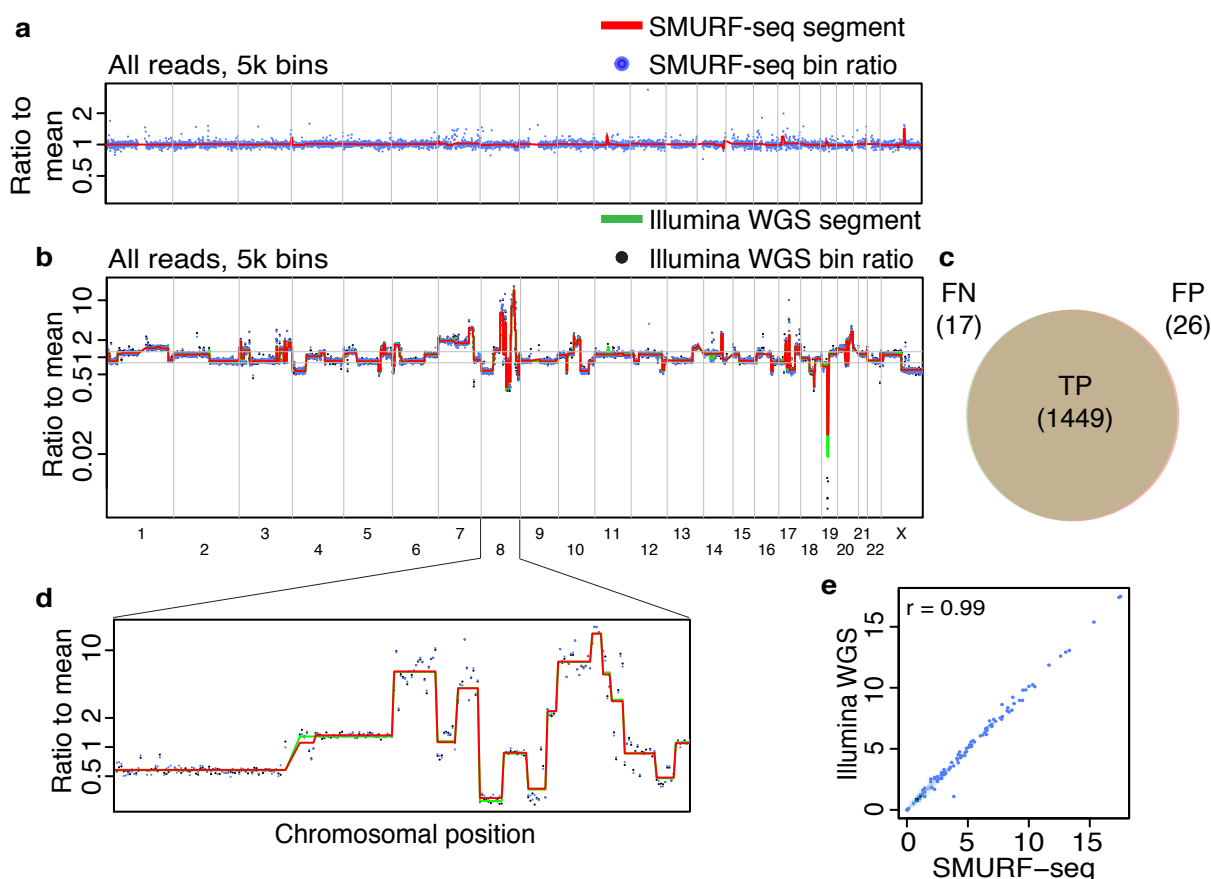 a
SMURF-seq segment
All reads, 5k bins
SMURF-seq bin ratio
Ratio to
mean
2
1
0.5
Illumina WGS segment
b
All reads, 5k bins
Illumina WGS bin ratio
c
Ratio to mean
10
2
1
0.5
0.02
FN
(17)
FP
(26)
TP
(1449)
1 3 5 7 9 11 13 15 17 19 21 X
2 4 6 8 10 12 14 16 18 20 22
d
Ratio to mean
10
2
1
0.5
Chromosomal position
e
r = 0.99
Illumina WGS
15
10
5
0
0 5 10 15
SMURF−seq